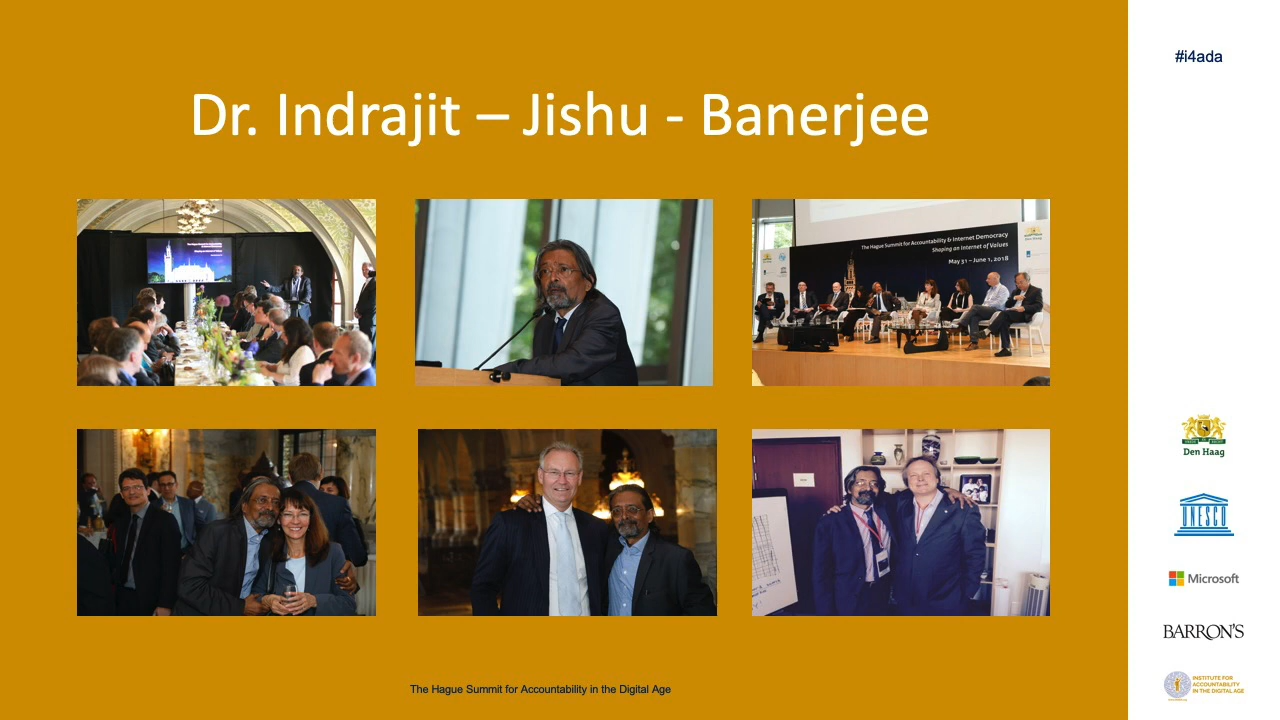 #i4ada
Dr. Indrajit – Jishu - Banerjee
The Hague Summit for Accountability & Internet Democracy
Shaping an Internet of Values
May 31 – June 1, 2018
Den Haag
UNESCO
Microsoft
BARRON'S
INSTITUTE FOR
ACCOUNTABILITY
IN THE DIGITAL AGE
The Hague Summit for Accountability in the Digital Age